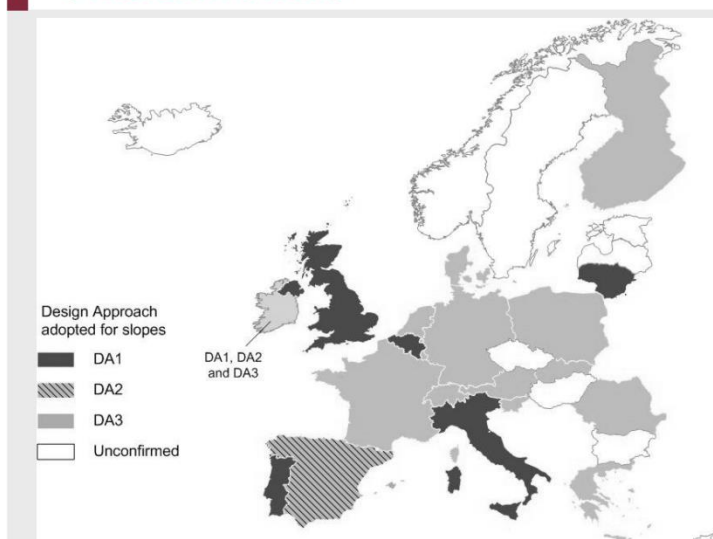 DA1, DA2
and DA3
Design Approach
adopted for slopes
DA1
DA2
DA3
Unconfirmed